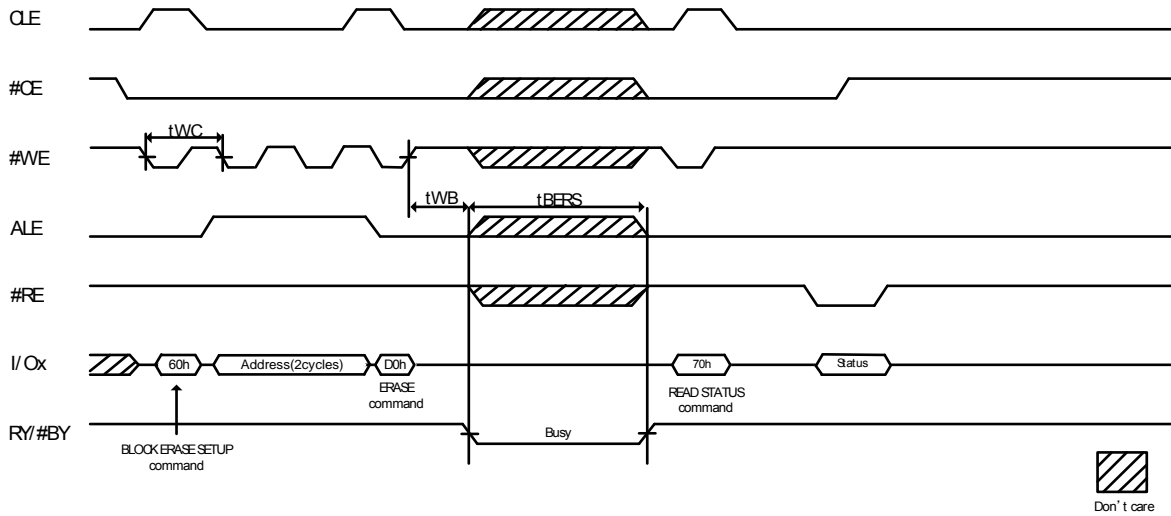 CLE
#CE
tWC
#WE
tWB
tBERS
ALE
#RE
I/Ox
60h
Address(2cycles)
D0h
70h
Status
ERASE
command
READ STATUS
command
RY/#BY
Busy
BLOCK ERASE SETUP
command
Don't care